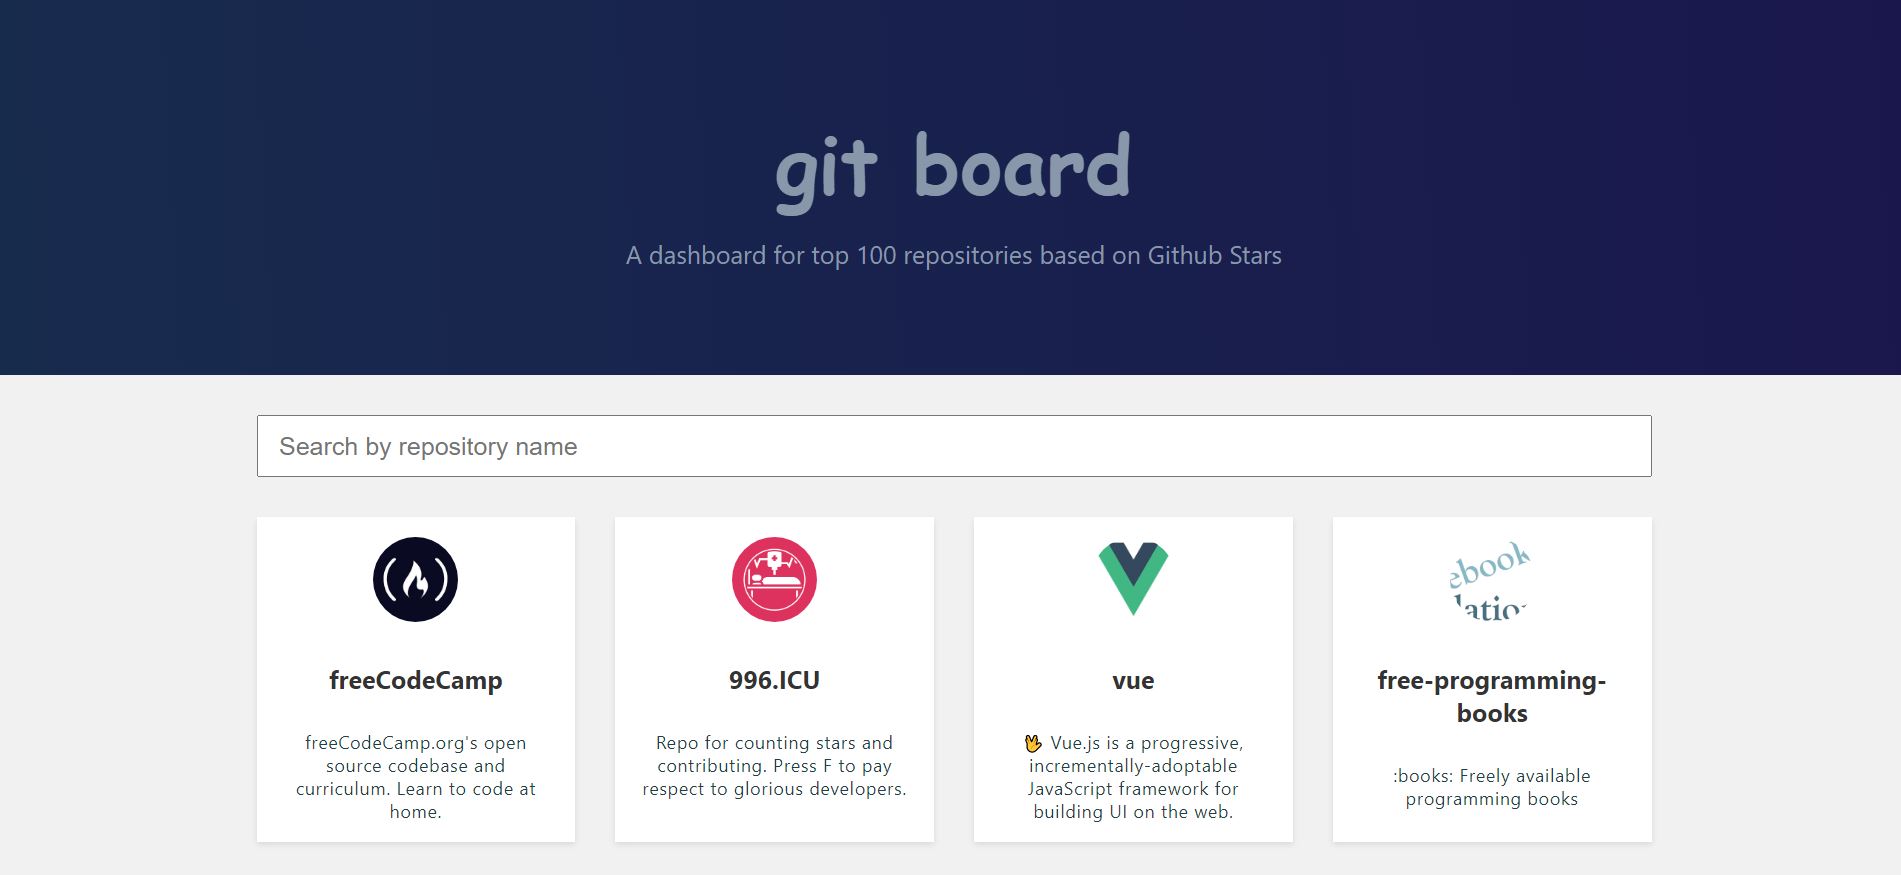 git board
A dashboard for top 100 repositories based on Github Stars
Search by repository name
freeCodeCamp
freeCodeCamp.org's open
source codebase and
curriculum. Learn to code at
home.
996.ICU
Repo for counting stars and
contributing. Press F to pay
respect to glorious developers.
vue
🖖 Vue.js is a progressive,
incrementally-adoptable
JavaScript framework for
building UI on the web.
ebook
latio
free-programming-
books
:books: Freely available
programming books